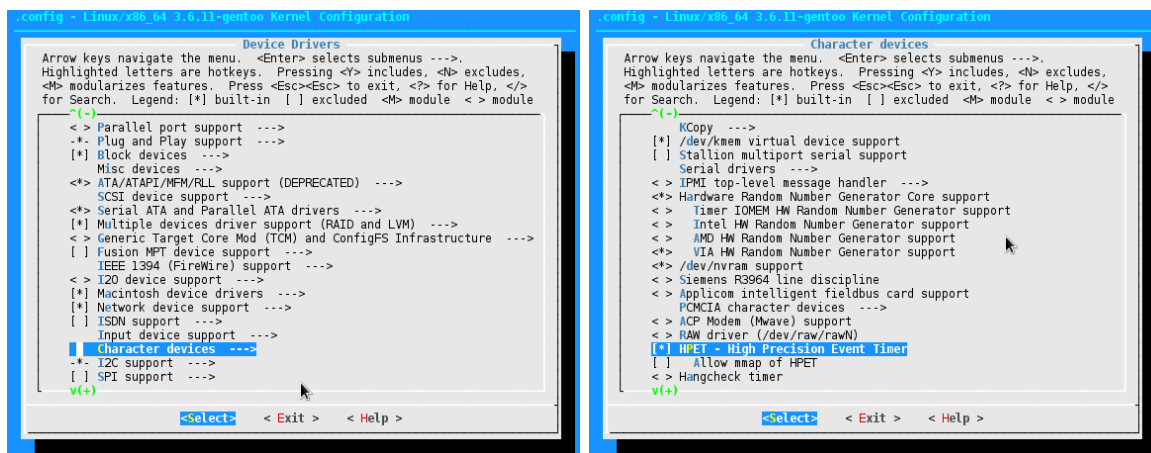 .config - Linux/x86_64 3.6.11-gentoo Kernel Configuration
Device Drivers
Arrow keys navigate the menu.  <Enter> selects submenus --->.
Highlighted letters are hotkeys.  Pressing <Y> includes, <N> excludes,
<M> modularizes features.  Press <Esc><Esc> to exit, <?> for Help, </>
for Search.  Legend: [*] built-in  [ ] excluded  <M> module  < > module
^(-)
< > Parallel port support  --->
-*- Plug and Play support  --->
[*] Block devices  --->
Misc devices  --->
<*> ATA/ATAPI/MFM/RLL support (DEPRECATED)  --->
SCSI device support  --->
<*> Serial ATA and Parallel ATA drivers  --->
[*] Multiple devices driver support (RAID and LVM)  --->
< > Generic Target Core Mod (TCM) and ConfigFS Infrastructure  --->
[ ] Fusion MPT device support  --->
IEEE 1394 (FireWire) support  --->
< > I2O device support  --->
[*] Macintosh device drivers  --->
[*] Network device support  --->
[ ] ISDN support  --->
Input device support  --->
Character devices  --->
-*- I2C support  --->
[ ] SPI support  --->
v(+)
<Select>    < Exit >    < Help >
.config - Linux/x86_64 3.6.11-gentoo Kernel Configuration
Character devices
Arrow keys navigate the menu.  <Enter> selects submenus --->.
Highlighted letters are hotkeys.  Pressing <Y> includes, <N> excludes,
<M> modularizes features.  Press <Esc><Esc> to exit, <?> for Help, </>
for Search.  Legend: [*] built-in  [ ] excluded  <M> module  < > module
^(-)
KCopy  --->
[*] /dev/kmem virtual device support
[ ] Stallion multiport serial support
Serial drivers  --->
< > IPMI top-level message handler  --->
<*> Hardware Random Number Generator Core support
< >   Timer IOMEM HW Random Number Generator support
< >   Intel HW Random Number Generator support
< >   AMD HW Random Number Generator support
<*>   VIA HW Random Number Generator support
<*> /dev/nvram support
< > Siemens R3964 line discipline
< > Applicom intelligent fieldbus card support
PCMCIA character devices  --->
< > ACP Modem (Mwave) support
< > RAW driver (/dev/raw/rawN)
[*] HPET - High Precision Event Timer
[ ]   Allow mmap of HPET
< > Hangcheck timer
v(+)
<Select>    < Exit >    < Help >